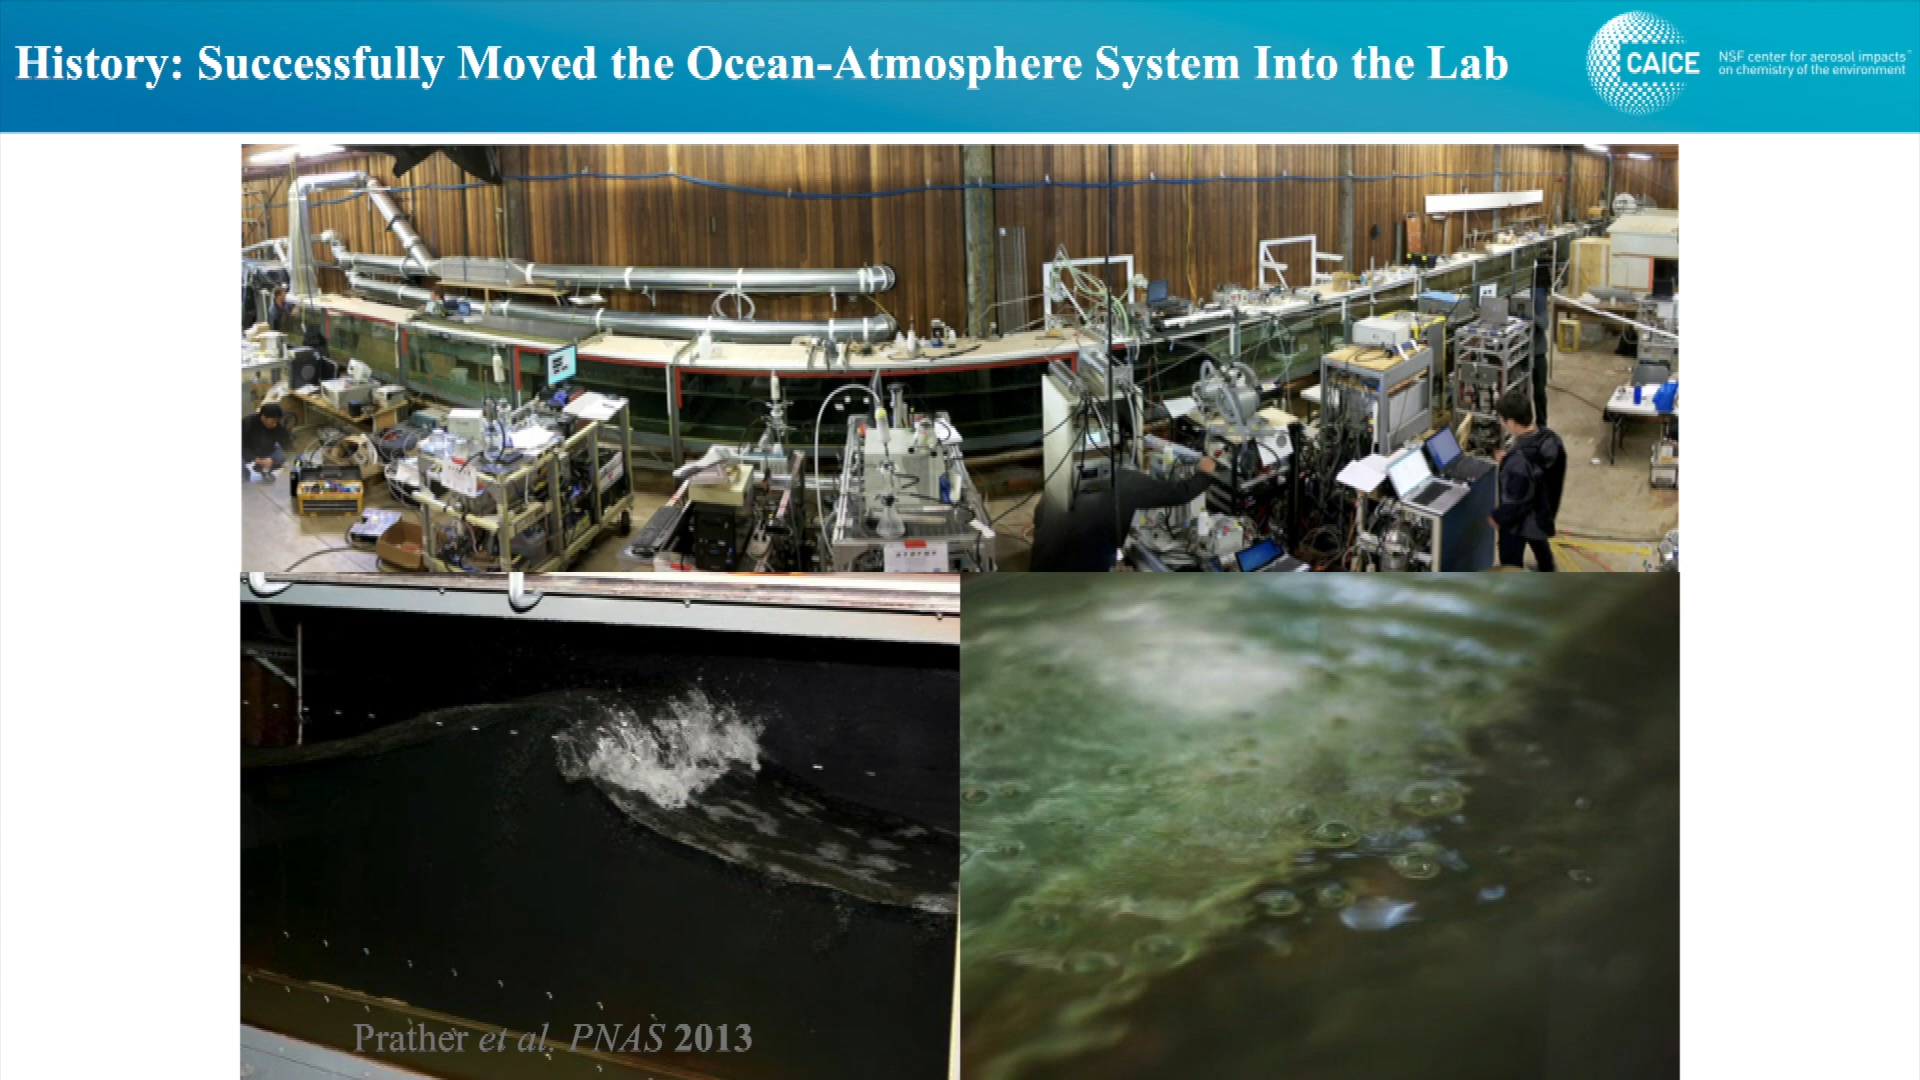 History: Successfully Moved the Ocean-Atmosphere System Into the Lab
CAICE
NSF center for aerosol impacts
on chemistry of the environment
Prather et al. PNAS 2013